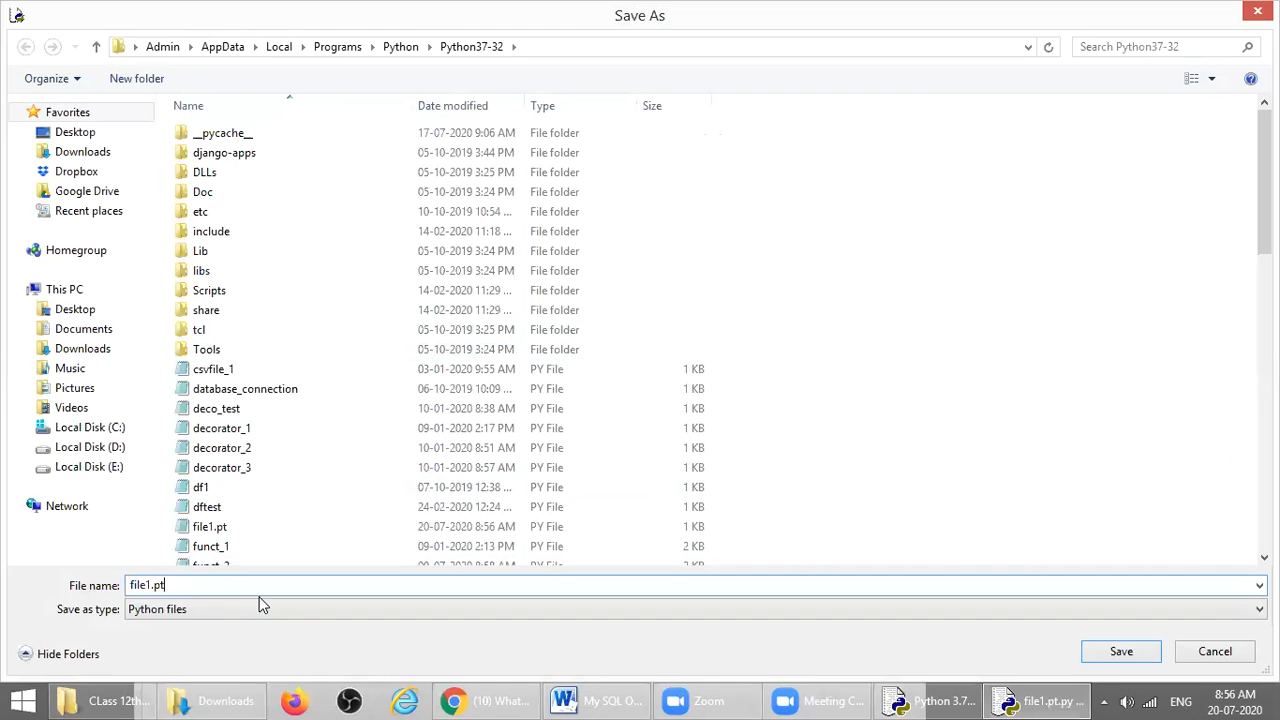 Save As
Admin AppData Local Programs Python Python37-32 Search Python37-32
Organize New folder
Name Date modified Type Size
Favorites
Desktop
Downloads
Dropbox
Google Drive
Recent places
Homegroup
This PC
Desktop
Documents
Downloads
Music
Pictures
Videos
Local Disk (C:)
Local Disk (D:)
Local Disk (E:)
Network
__pycache__ 17-07-2020 9:06 AM File folder
django-apps 05-10-2019 3:44 PM File folder
DLLs 05-10-2019 3:25 PM File folder
Doc 05-10-2019 3:24 PM File folder
etc 10-10-2019 10:54 ... File folder
include 14-02-2020 11:18 ... File folder
Lib 05-10-2019 3:24 PM File folder
libs 05-10-2019 3:24 PM File folder
Scripts 14-02-2020 11:29 ... File folder
share 14-02-2020 11:29 ... File folder
tcl 05-10-2019 3:25 PM File folder
Tools 05-10-2019 3:24 PM File folder
csvfile_1 03-01-2020 9:55 AM PY File 1 KB
database_connection 06-10-2019 10:09 ... PY File 1 KB
deco_test 10-01-2020 8:38 AM PY File 1 KB
decorator_1 09-01-2020 2:17 PM PY File 1 KB
decorator_2 10-01-2020 8:51 AM PY File 1 KB
decorator_3 10-01-2020 8:57 AM PY File 1 KB
df1 07-10-2019 12:38 ... PY File 1 KB
dftest 24-02-2020 12:24 ... PY File 1 KB
file1.pt 20-07-2020 8:56 AM PY File 1 KB
funct_1 09-01-2020 2:13 PM PY File 2 KB
File name: file1.pt
Save as type: Python files
Hide Folders Save Cancel
CLass 12th... Downloads (10) What... My SQL O... Zoom Meeting C... Python 3.7... file1.pt.py ... ENG 8:56 AM
20-07-2020